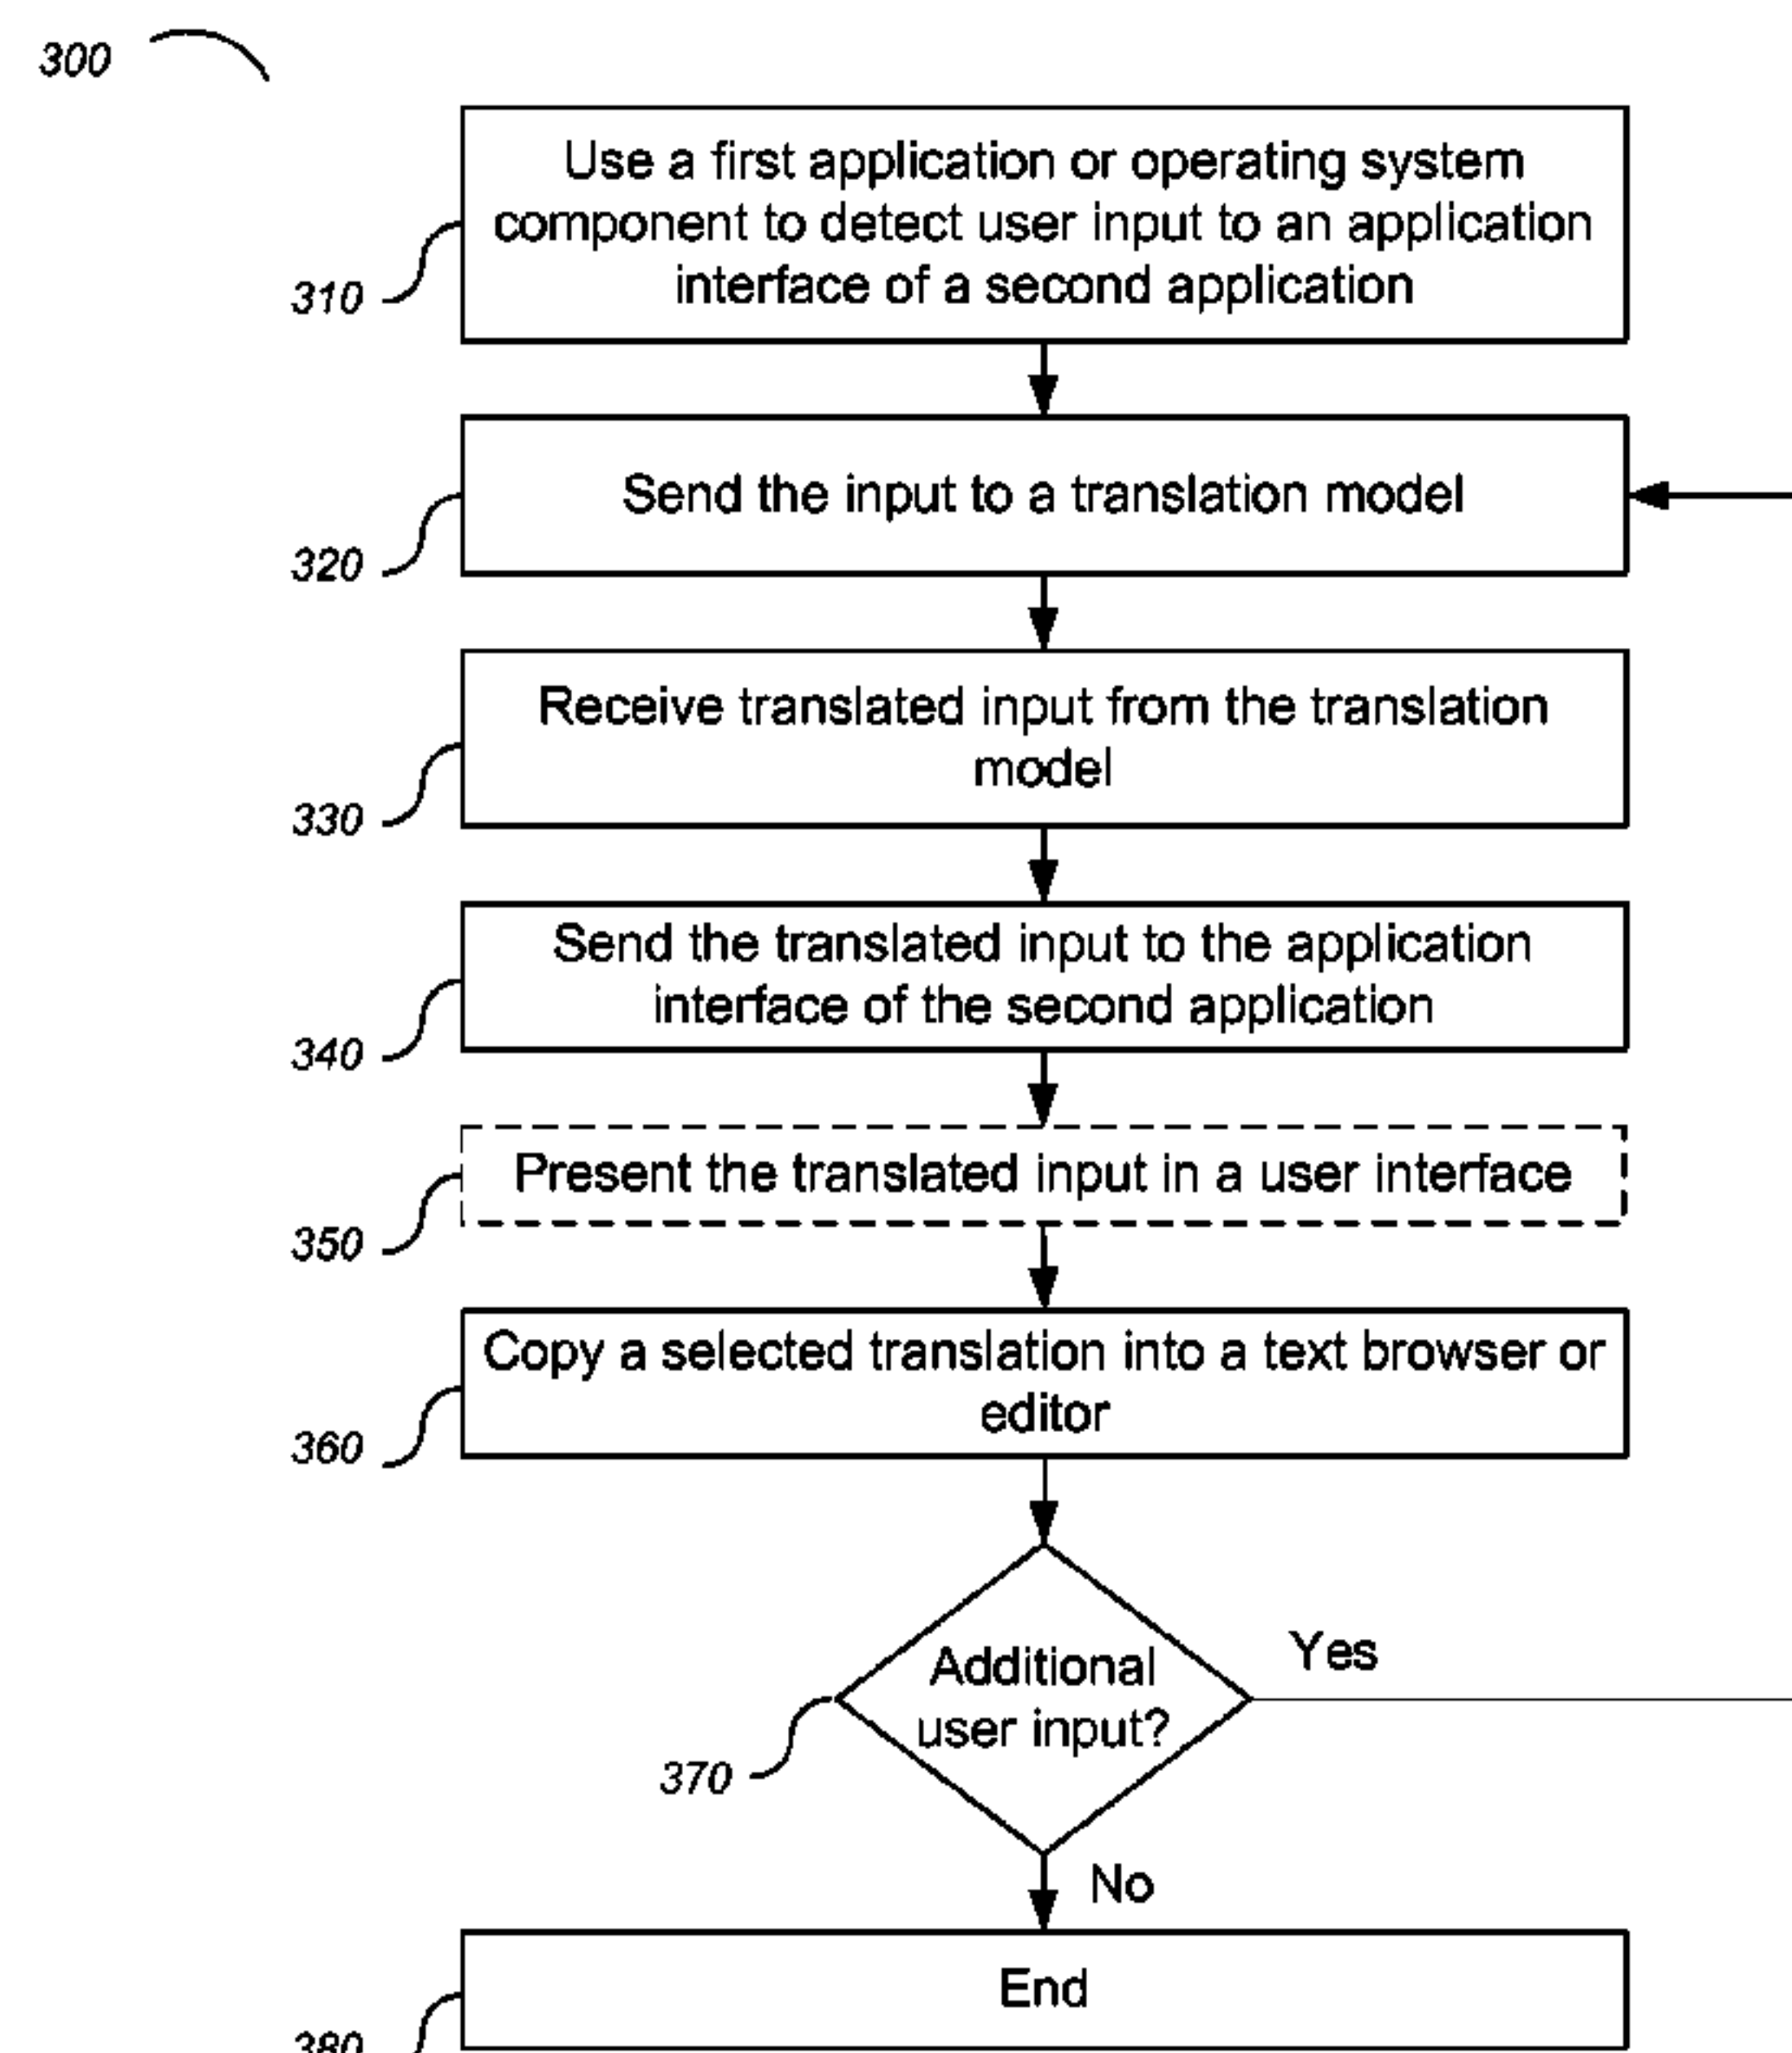 300
Use a first application or operating system
component to detect user input to an application
interface of a second application
310
Send the input to a translation model
320
Receive translated input from the translation
model
330
Send the translated input to the application
interface of the second application
340
Present the translated input in a user interface
350
Copy a selected translation into a text browser or
editor
360
Additional
user input?
Yes
370
No
End
380